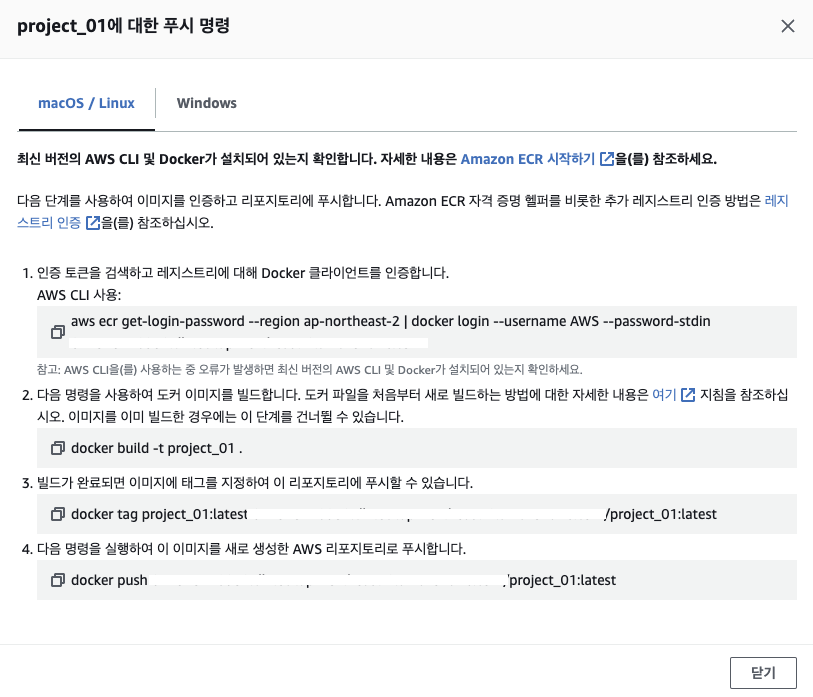 project_01에 대한 푸시 명령
macOS / Linux
Windows
최신 버전의 AWS CLI 및 Docker가 설치되어 있는지 확인합니다. 자세한 내용은 Amazon ECR 시작하기 을(를) 참조하세요.
다음 단계를 사용하여 이미지를 인증하고 리포지토리에 푸시합니다. Amazon ECR 자격 증명 헬퍼를 비롯한 추가 레지스트리 인증 방법은 레지
스트리 인증 을(를) 참조하십시오.
1. 인증 토큰을 검색하고 레지스트리에 대해 Docker 클라이언트를 인증합니다.
AWS CLI 사용:
aws ecr get-login-password --region ap-northeast-2 | docker login --username AWS --password-stdin
참고: AWS CLI을(를) 사용하는 중 오류가 발생하면 최신 버전의 AWS CLI 및 Docker가 설치되어 있는지 확인하세요.
2. 다음 명령을 사용하여 도커 이미지를 빌드합니다. 도커 파일을 처음부터 새로 빌드하는 방법에 대한 자세한 내용은 여기 지침을 참조하십
시오. 이미지를 이미 빌드한 경우에는 이 단계를 건너뛸 수 있습니다.
docker build -t project_01 .
3. 빌드가 완료되면 이미지에 태그를 지정하여 이 리포지토리에 푸시할 수 있습니다.
docker tag project_01:latest /project_01:latest
4. 다음 명령을 실행하여 이 이미지를 새로 생성한 AWS 리포지토리로 푸시합니다.
docker push /project_01:latest
닫기